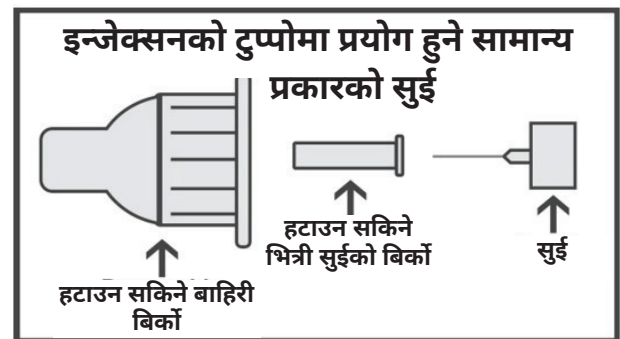 इन्जेक्सनको टुप्पोमा प्रयोग हुने सामान्य
प्रकारको सुई
हटाउन सकिने
भित्री सुईको बिर्को
सुई
हटाउन सकिने बाहिरी
बिर्को